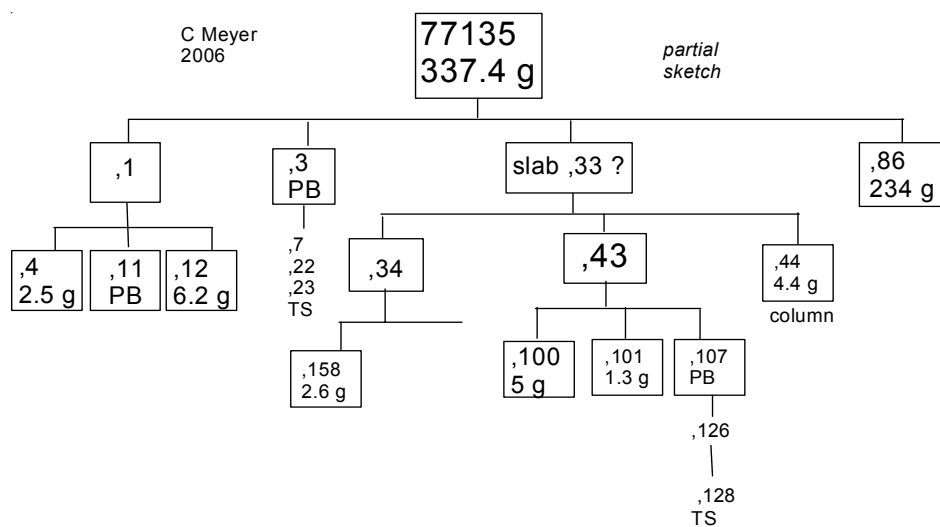 C Meyer
2006
77135
337.4 g
partial
sketch
,1
,3
PB
slab ,33 ?
,86
234 g
,4
2.5 g
,11
PB
,12
6.2 g
,7
,22
,23
TS
,34
,43
,44
4.4 g
column
,158
2.6 g
,100
5 g
,101
1.3 g
,107
PB
,126
,128
TS